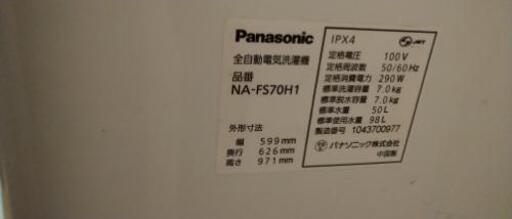 Panasonic
全自動電気洗濯機
品番
NA-FS70H1
外形寸法
幅 599mm
奥行 626mm
高さ 971mm
IPX4 JET
定格電圧 100V
定格周波数 50/60Hz
定格消費電力 290W
標準洗濯容量 7.0kg
標準脱水容量 7.0kg
標準水量 50L
標準使用水量 98L
製造番号 1043700977
パナソニック株式会社
中国製